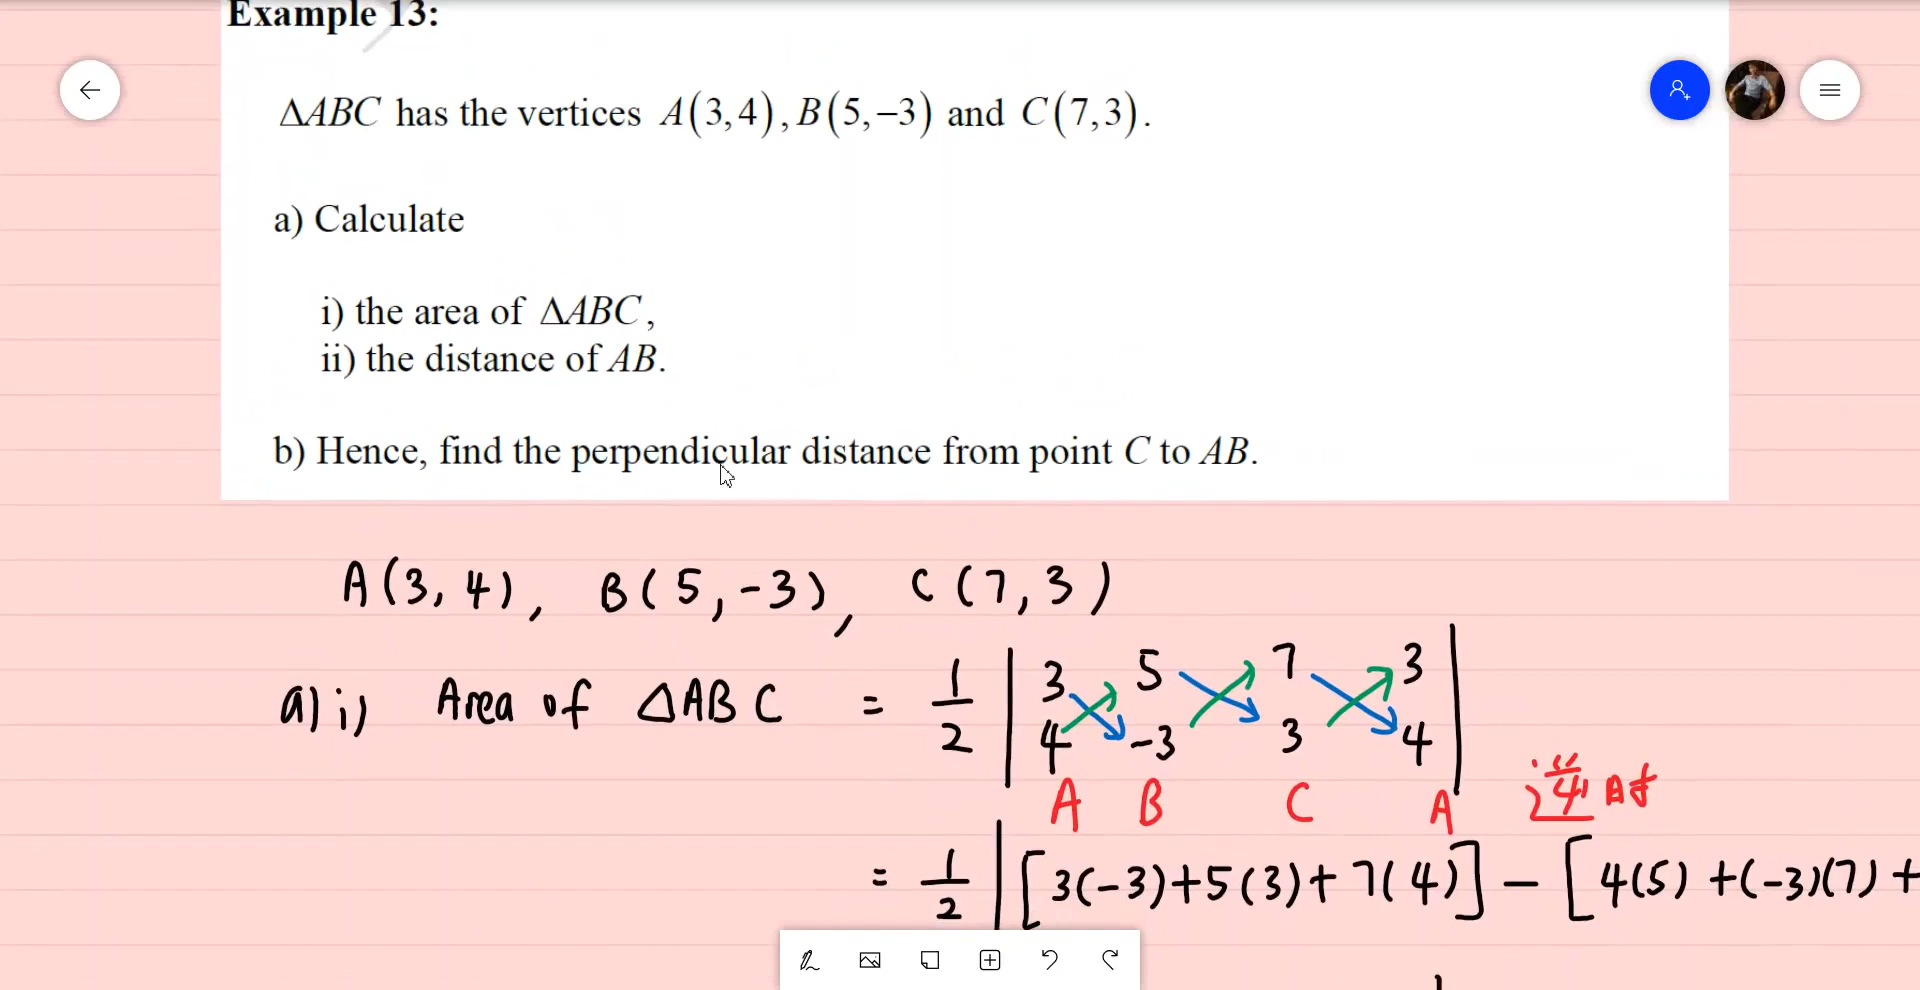 Example 13:
ΔABC has the vertices A(3,4), B(5,−3) and C(7,3).
a) Calculate
i) the area of ΔABC,
ii) the distance of AB.
b) Hence, find the perpendicular distance from point C to AB.
A(3, 4), B(5, -3), C(7, 3)
a) i) Area of △ABC = 1/2 | 3 5 7 3
4 -3 3 4 |
A B C A
= 1/2 | [3(-3)+5(3)+7(4)] − [4(5) +(-3)(7) +